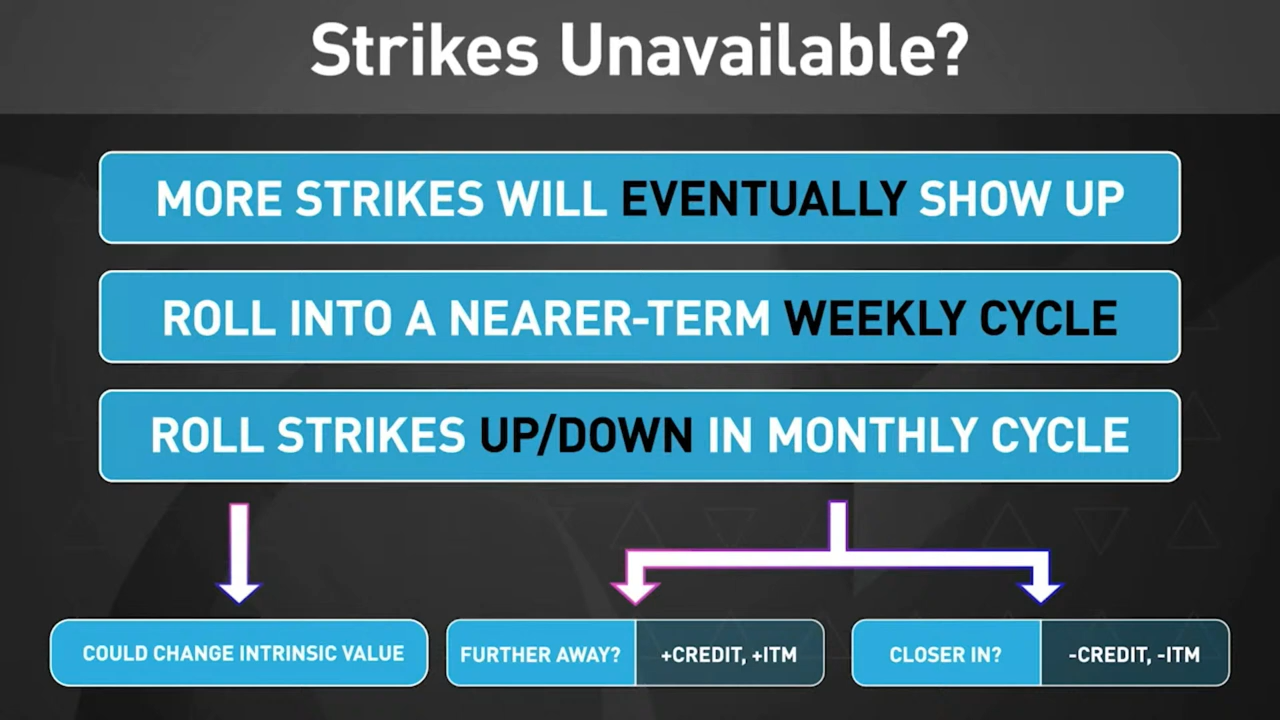 Strikes Unavailable?
MORE STRIKES WILL EVENTUALLY SHOW UP
ROLL INTO A NEARER-TERM WEEKLY CYCLE
ROLL STRIKES UP/DOWN IN MONTHLY CYCLE
COULD CHANGE INTRINSIC VALUE
FURTHER AWAY?
+CREDIT, +ITM
CLOSER IN?
-CREDIT, -ITM